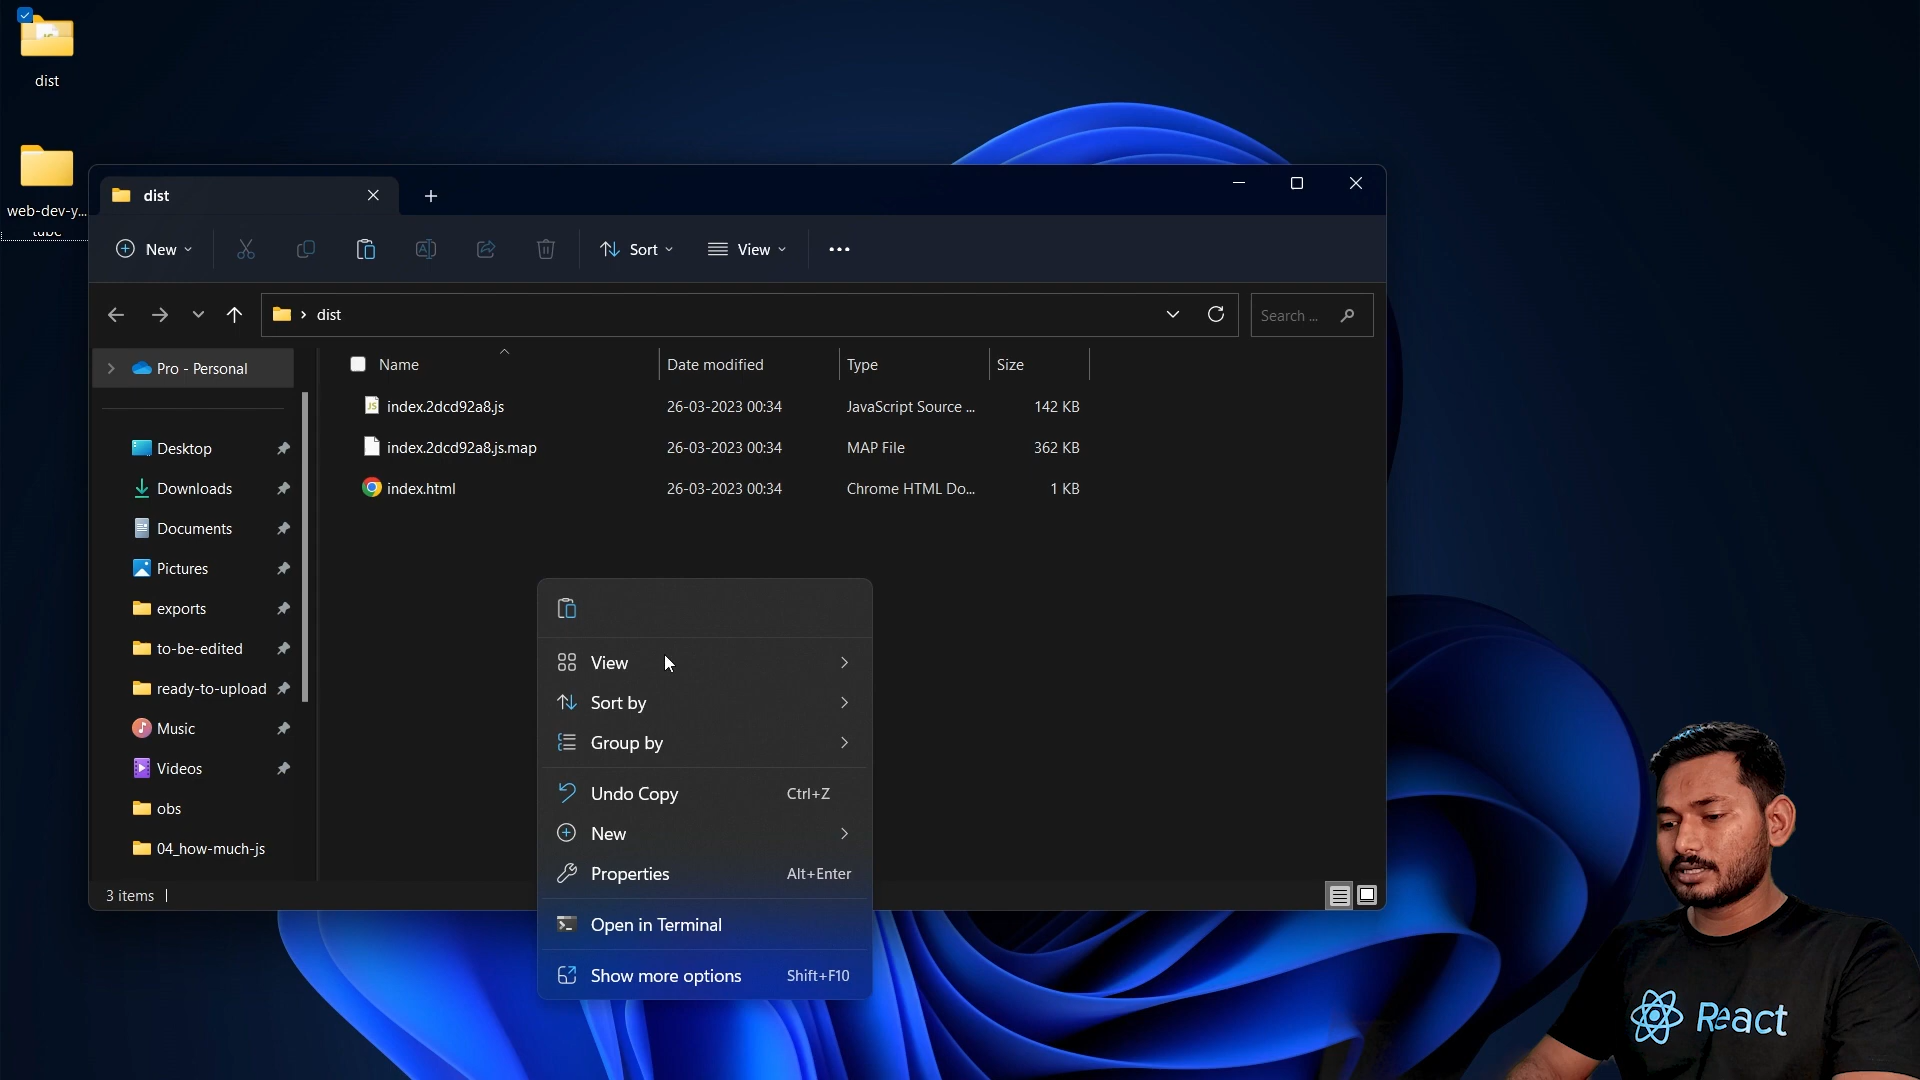 dist
web-dev-y...
tube
dist
New
Sort
View
dist
Search ...
Pro - Personal
Desktop
Downloads
Documents
Pictures
exports
to-be-edited
ready-to-upload
Music
Videos
obs
04_how-much-js
Name Date modified Type Size
index.2dcd92a8.js 26-03-2023 00:34 JavaScript Source ... 142 KB
index.2dcd92a8.js.map 26-03-2023 00:34 MAP File 362 KB
index.html 26-03-2023 00:34 Chrome HTML Do... 1 KB
View
Sort by
Group by
Undo Copy Ctrl+Z
New
Properties Alt+Enter
Open in Terminal
Show more options Shift+F10
3 items
React